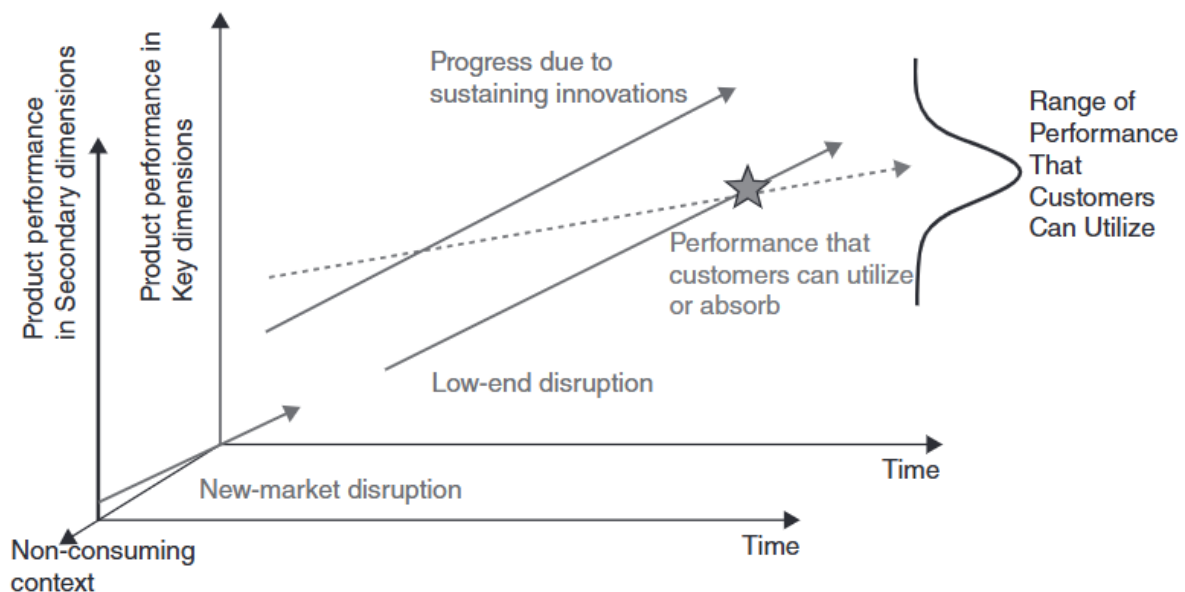 Product performance
in Secondary dimensions
Product performance in
Key dimensions
Progress due to
sustaining innovations
Range of
Performance
That
Customers
Can Utilize
Performance that
customers can utilize
or absorb
Low-end disruption
Time
New-market disruption
Time
Non-consuming
context